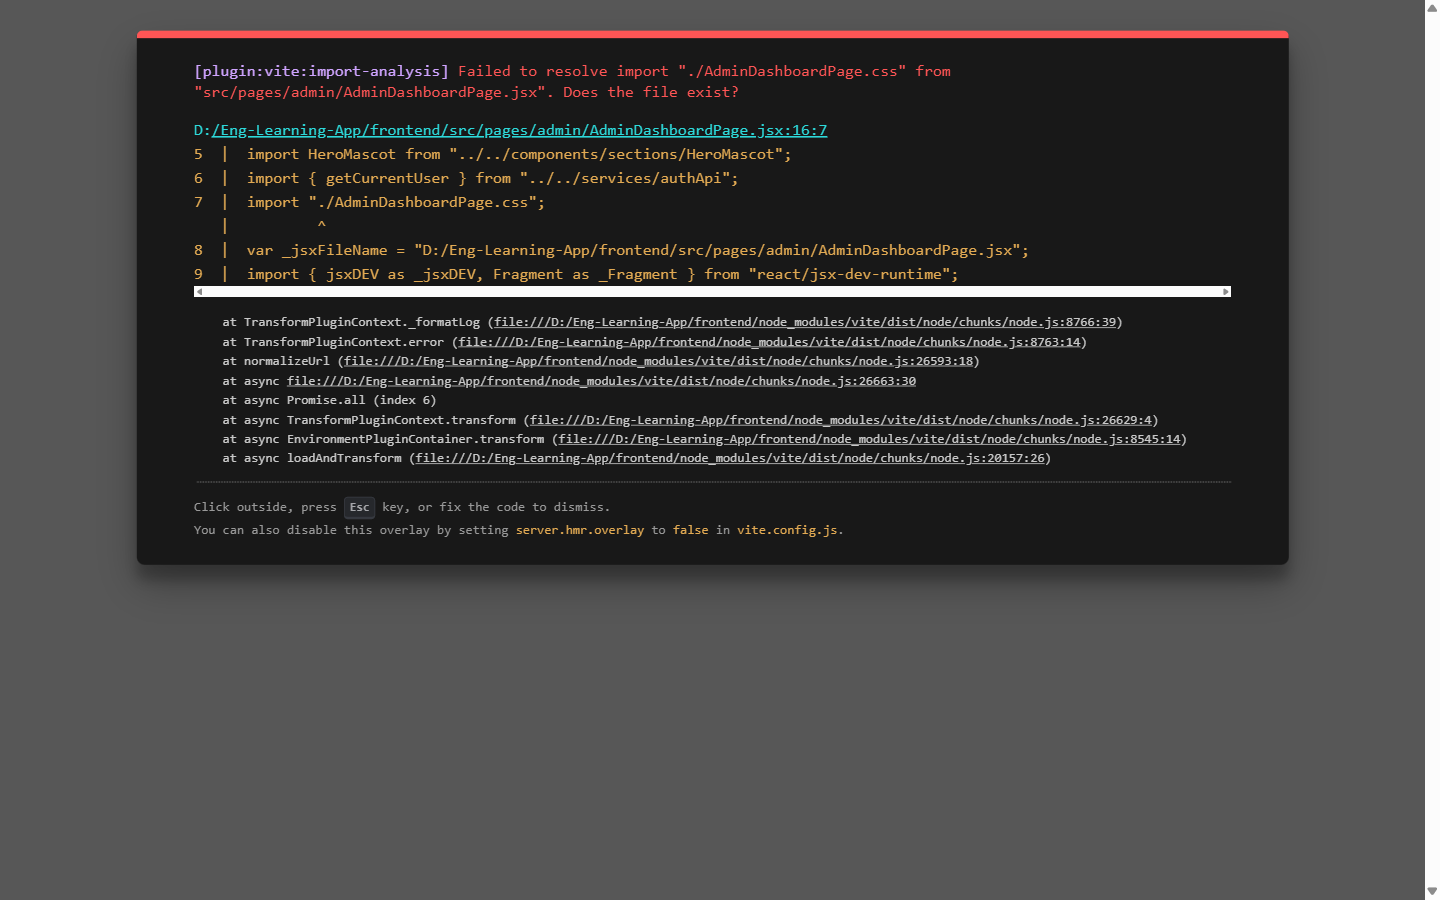 [plugin:vite:import-analysis] Failed to resolve import "./AdminDashboardPage.css" from
"src/pages/admin/AdminDashboardPage.jsx". Does the file exist?
D:/Eng-Learning-App/frontend/src/pages/admin/AdminDashboardPage.jsx:16:7
5  |  import HeroMascot from "../../components/sections/HeroMascot";
6  |  import { getCurrentUser } from "../../services/authApi";
7  |  import "./AdminDashboardPage.css";
   |          ^
8  |  var _jsxFileName = "D:/Eng-Learning-App/frontend/src/pages/admin/AdminDashboardPage.jsx";
9  |  import { jsxDEV as _jsxDEV, Fragment as _Fragment } from "react/jsx-dev-runtime";
at TransformPluginContext._formatLog (file:///D:/Eng-Learning-App/frontend/node_modules/vite/dist/node/chunks/node.js:8766:39)
at TransformPluginContext.error (file:///D:/Eng-Learning-App/frontend/node_modules/vite/dist/node/chunks/node.js:8763:14)
at normalizeUrl (file:///D:/Eng-Learning-App/frontend/node_modules/vite/dist/node/chunks/node.js:26593:18)
at async file:///D:/Eng-Learning-App/frontend/node_modules/vite/dist/node/chunks/node.js:26663:30
at async Promise.all (index 6)
at async TransformPluginContext.transform (file:///D:/Eng-Learning-App/frontend/node_modules/vite/dist/node/chunks/node.js:26629:4)
at async EnvironmentPluginContainer.transform (file:///D:/Eng-Learning-App/frontend/node_modules/vite/dist/node/chunks/node.js:8545:14)
at async loadAndTransform (file:///D:/Eng-Learning-App/frontend/node_modules/vite/dist/node/chunks/node.js:20157:26)
Click outside, press Esc key, or fix the code to dismiss.
You can also disable this overlay by setting server.hmr.overlay to false in vite.config.js.